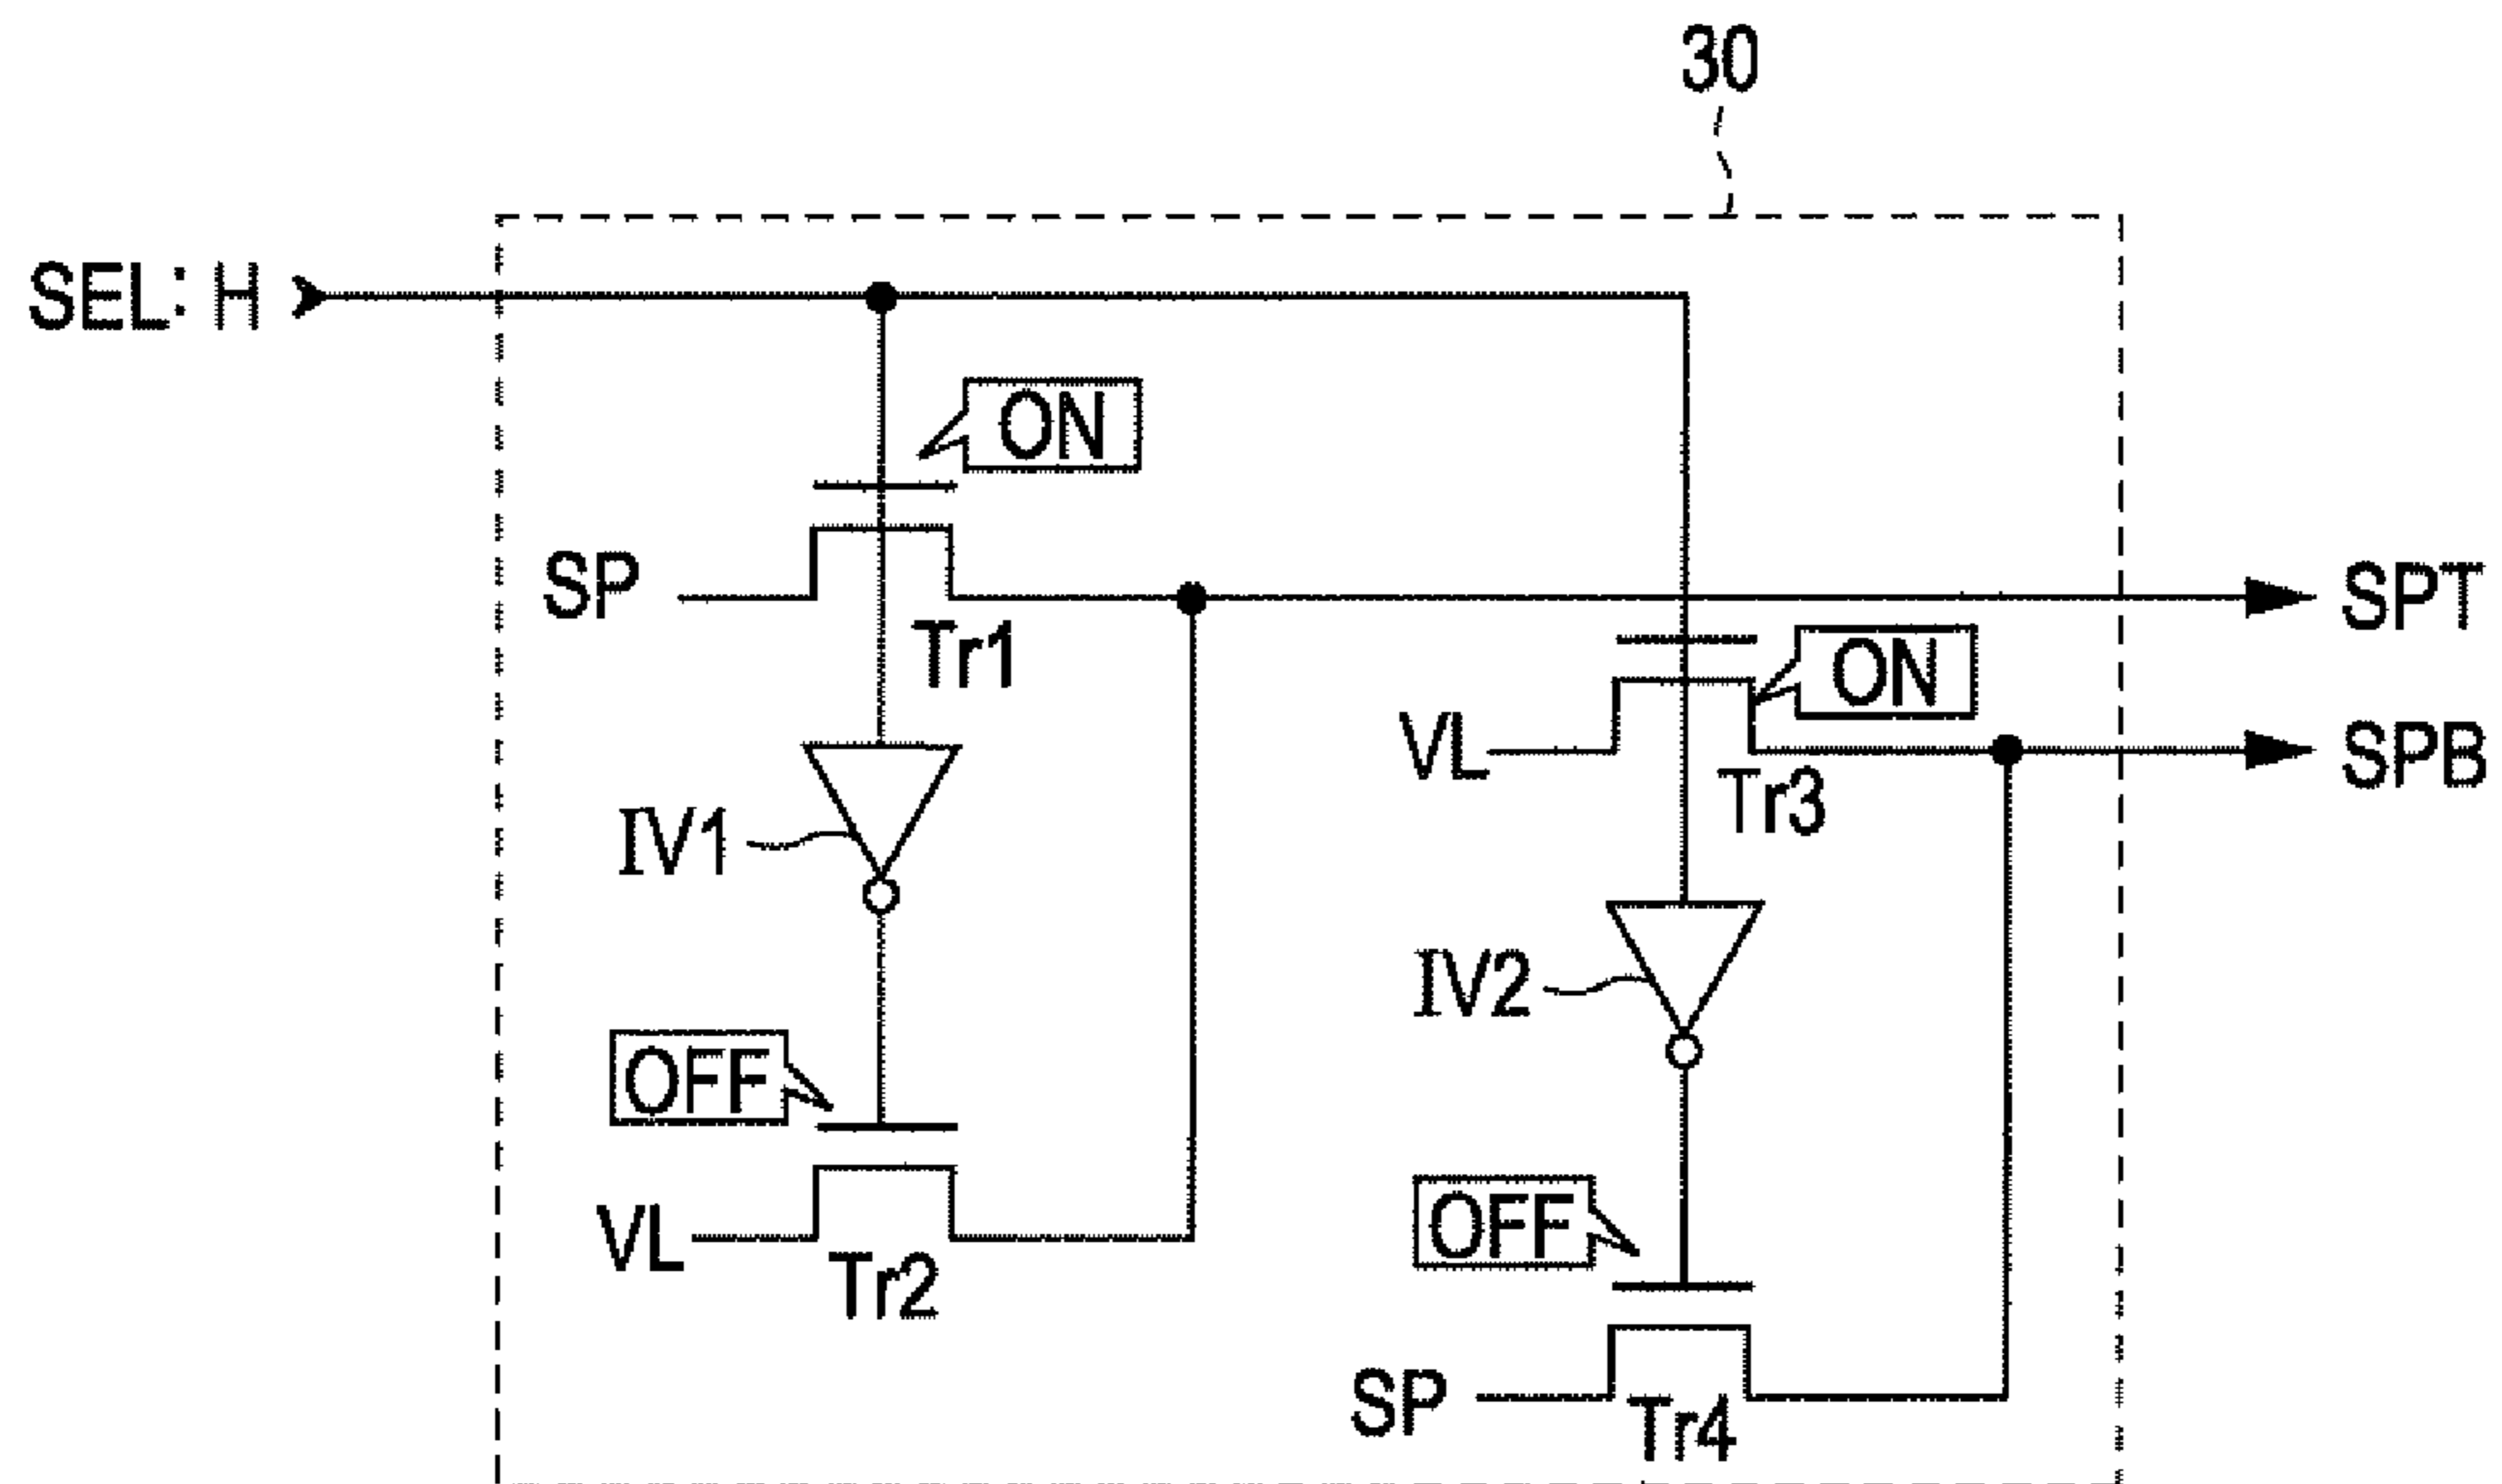 30
SEL: H
ON
SP
SPT
Tr1
ON
VL
SPB
Tr3
IV1
IV2
OFF
VL
Tr2
OFF
SP
Tr4